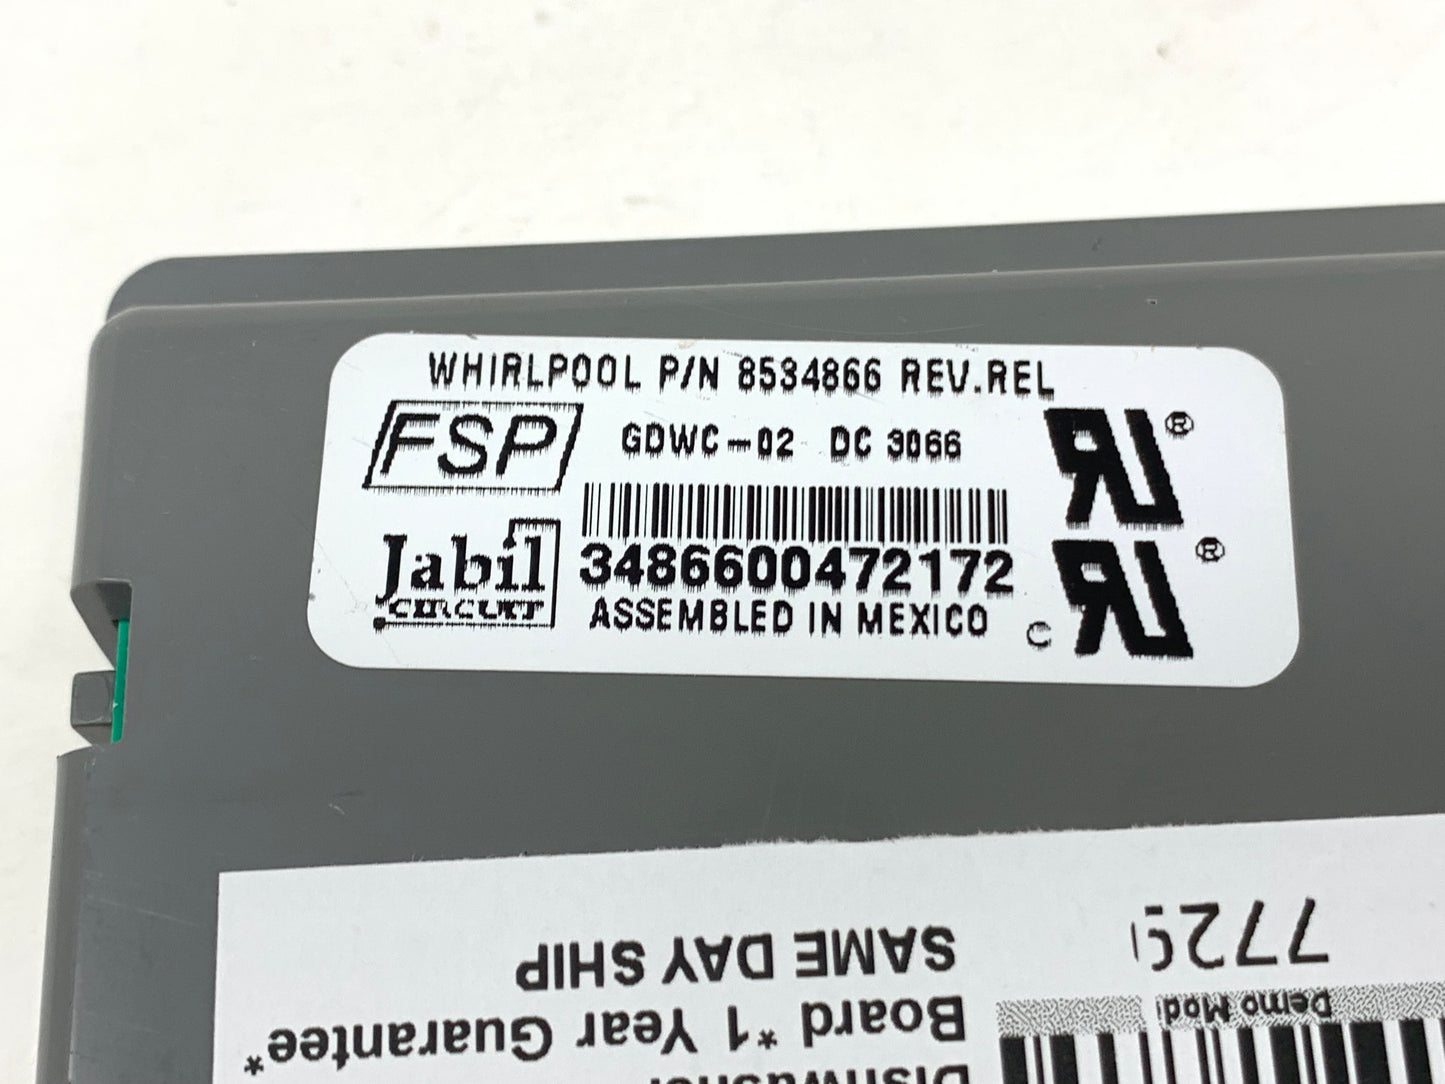 WHIRLPOOL P/N 8534866 REV.REL
FSP GDWC-02 DC 3066
Jabil CIRCUIT
3486600472172
ASSEMBLED IN MEXICO
C
Board *1 Year Guarantee*
SAME DAY SHIP
Demo Mod